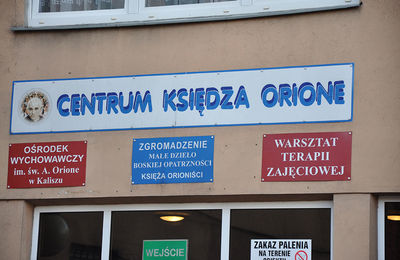 CENTRUM KSIĘDZA ORIONE
OŚRODEK
WYCHOWAWCZY
im. św. A. Orione
w Kaliszu
ZGROMADZENIE
MAŁE DZIEŁO
BOSKIEJ OPATRZNOŚCI
KSIĘŻA ORIONIŚCI
WARSZTAT
TERAPII
ZAJĘCIOWEJ
WEJŚCIE
ZAKAZ PALENIA
NA TERENIE